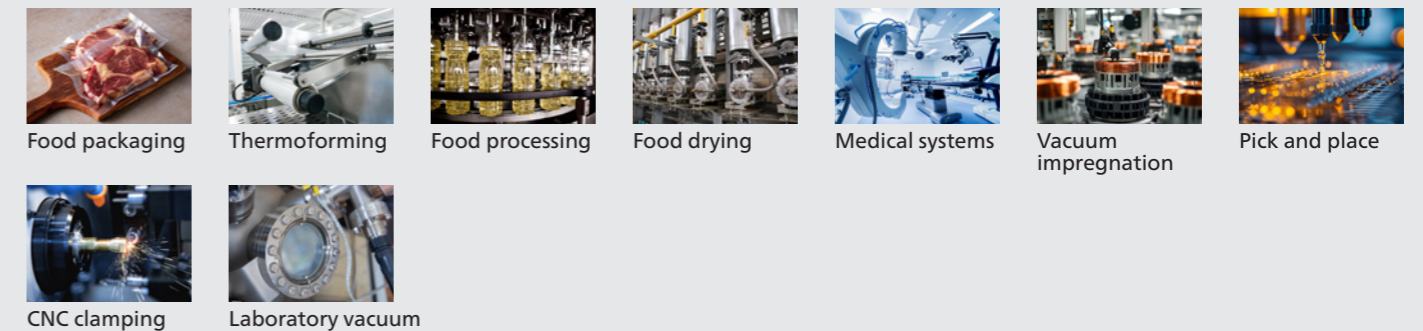 Food packaging
Thermoforming
Food processing
Food drying
Medical systems
Vacuum
impregnation
Pick and place
CNC clamping
Laboratory vacuum